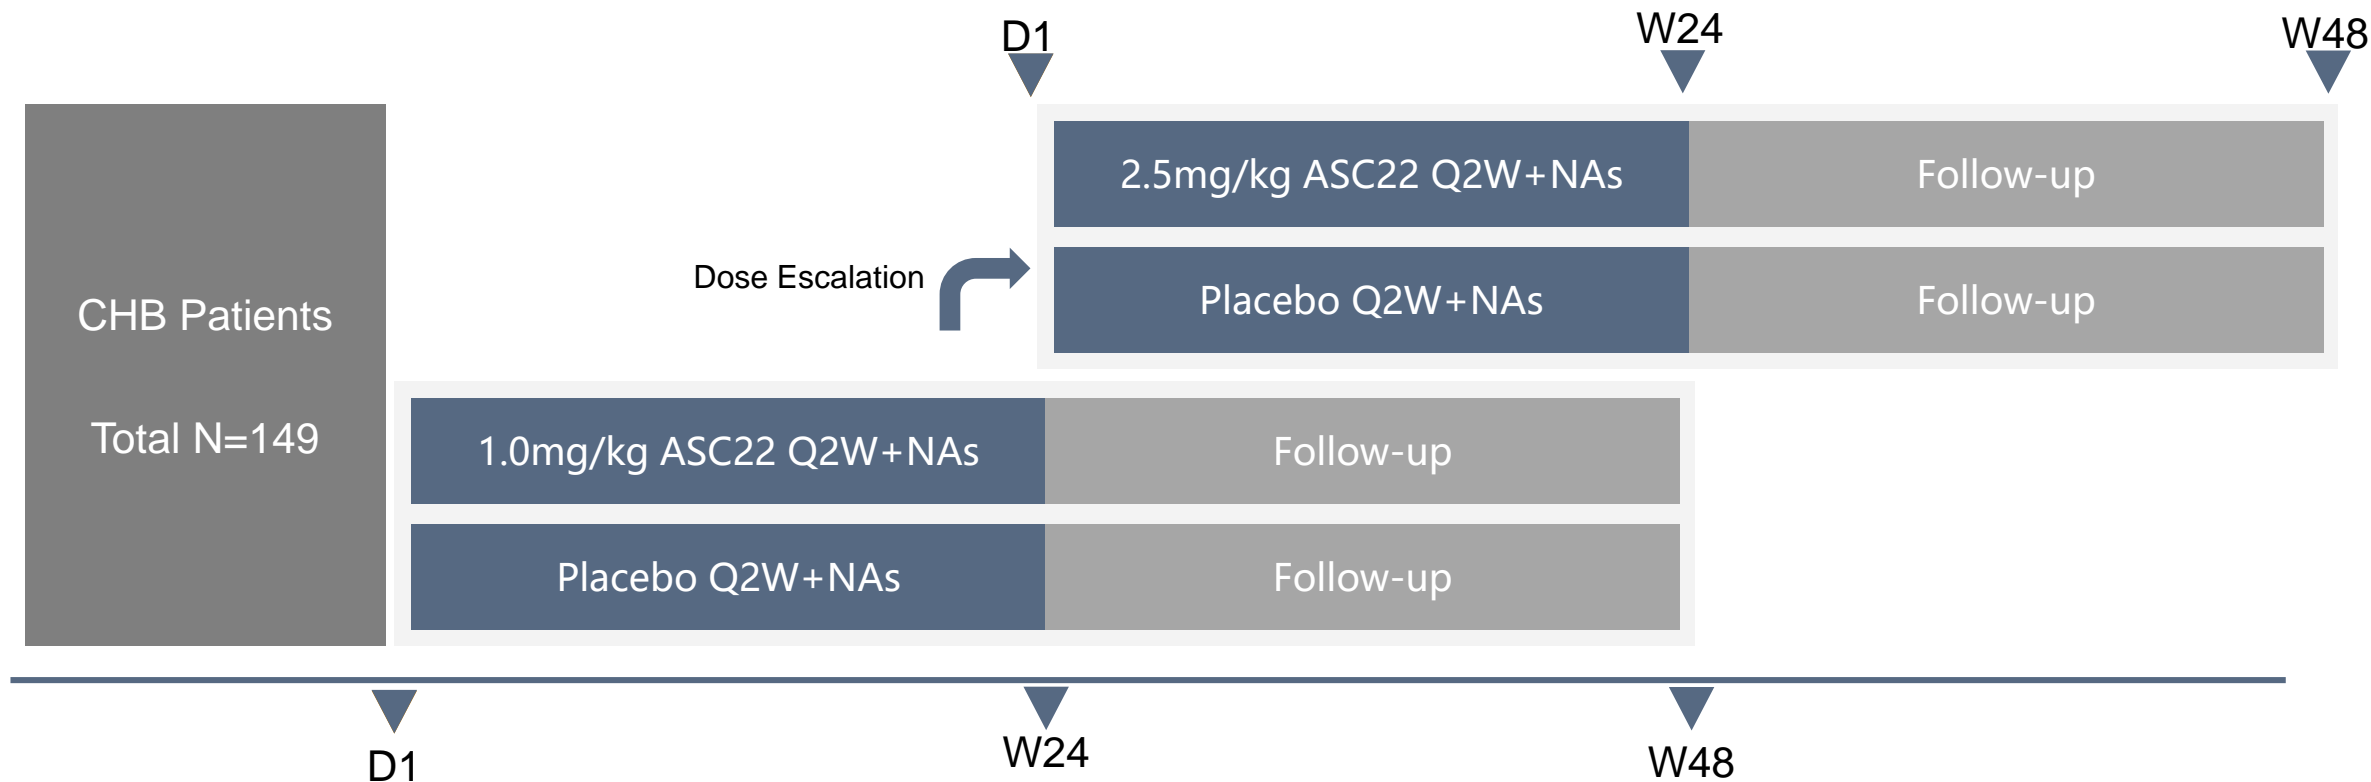 D1
W24
W48
2.5mg/kg ASC22 Q2W+NAs
Follow-up
Dose Escalation
Placebo Q2W+NAs
Follow-up
CHB Patients
Total N=149
1.0mg/kg ASC22 Q2W+NAs
Follow-up
Placebo Q2W+NAs
Follow-up
D1
W24
W48